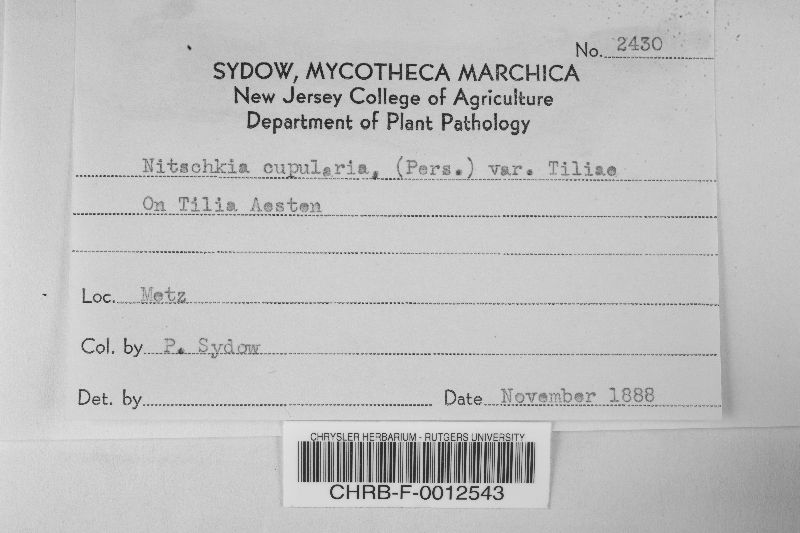 No. 2430
SYDOW, MYCOTHECA MARCHICA
New Jersey College of Agriculture
Department of Plant Pathology
Nitschkia cupularia, (Pers.) var. Tiliae
On Tilia Aesten
Loc. Metz
Col. by P. Sydow
Det. by Date November 1888
CHRYSLER HERBARIUM - RUTGERS UNIVERSITY
CHRB-F-0012543